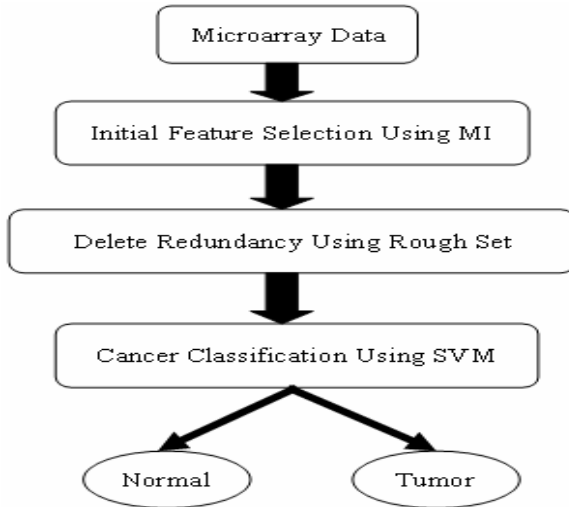 Microarray Data
Initial Feature Selection Using MI
Delete Redundancy Using Rough Set
Cancer Classification Using SVM
Normal
Tumor